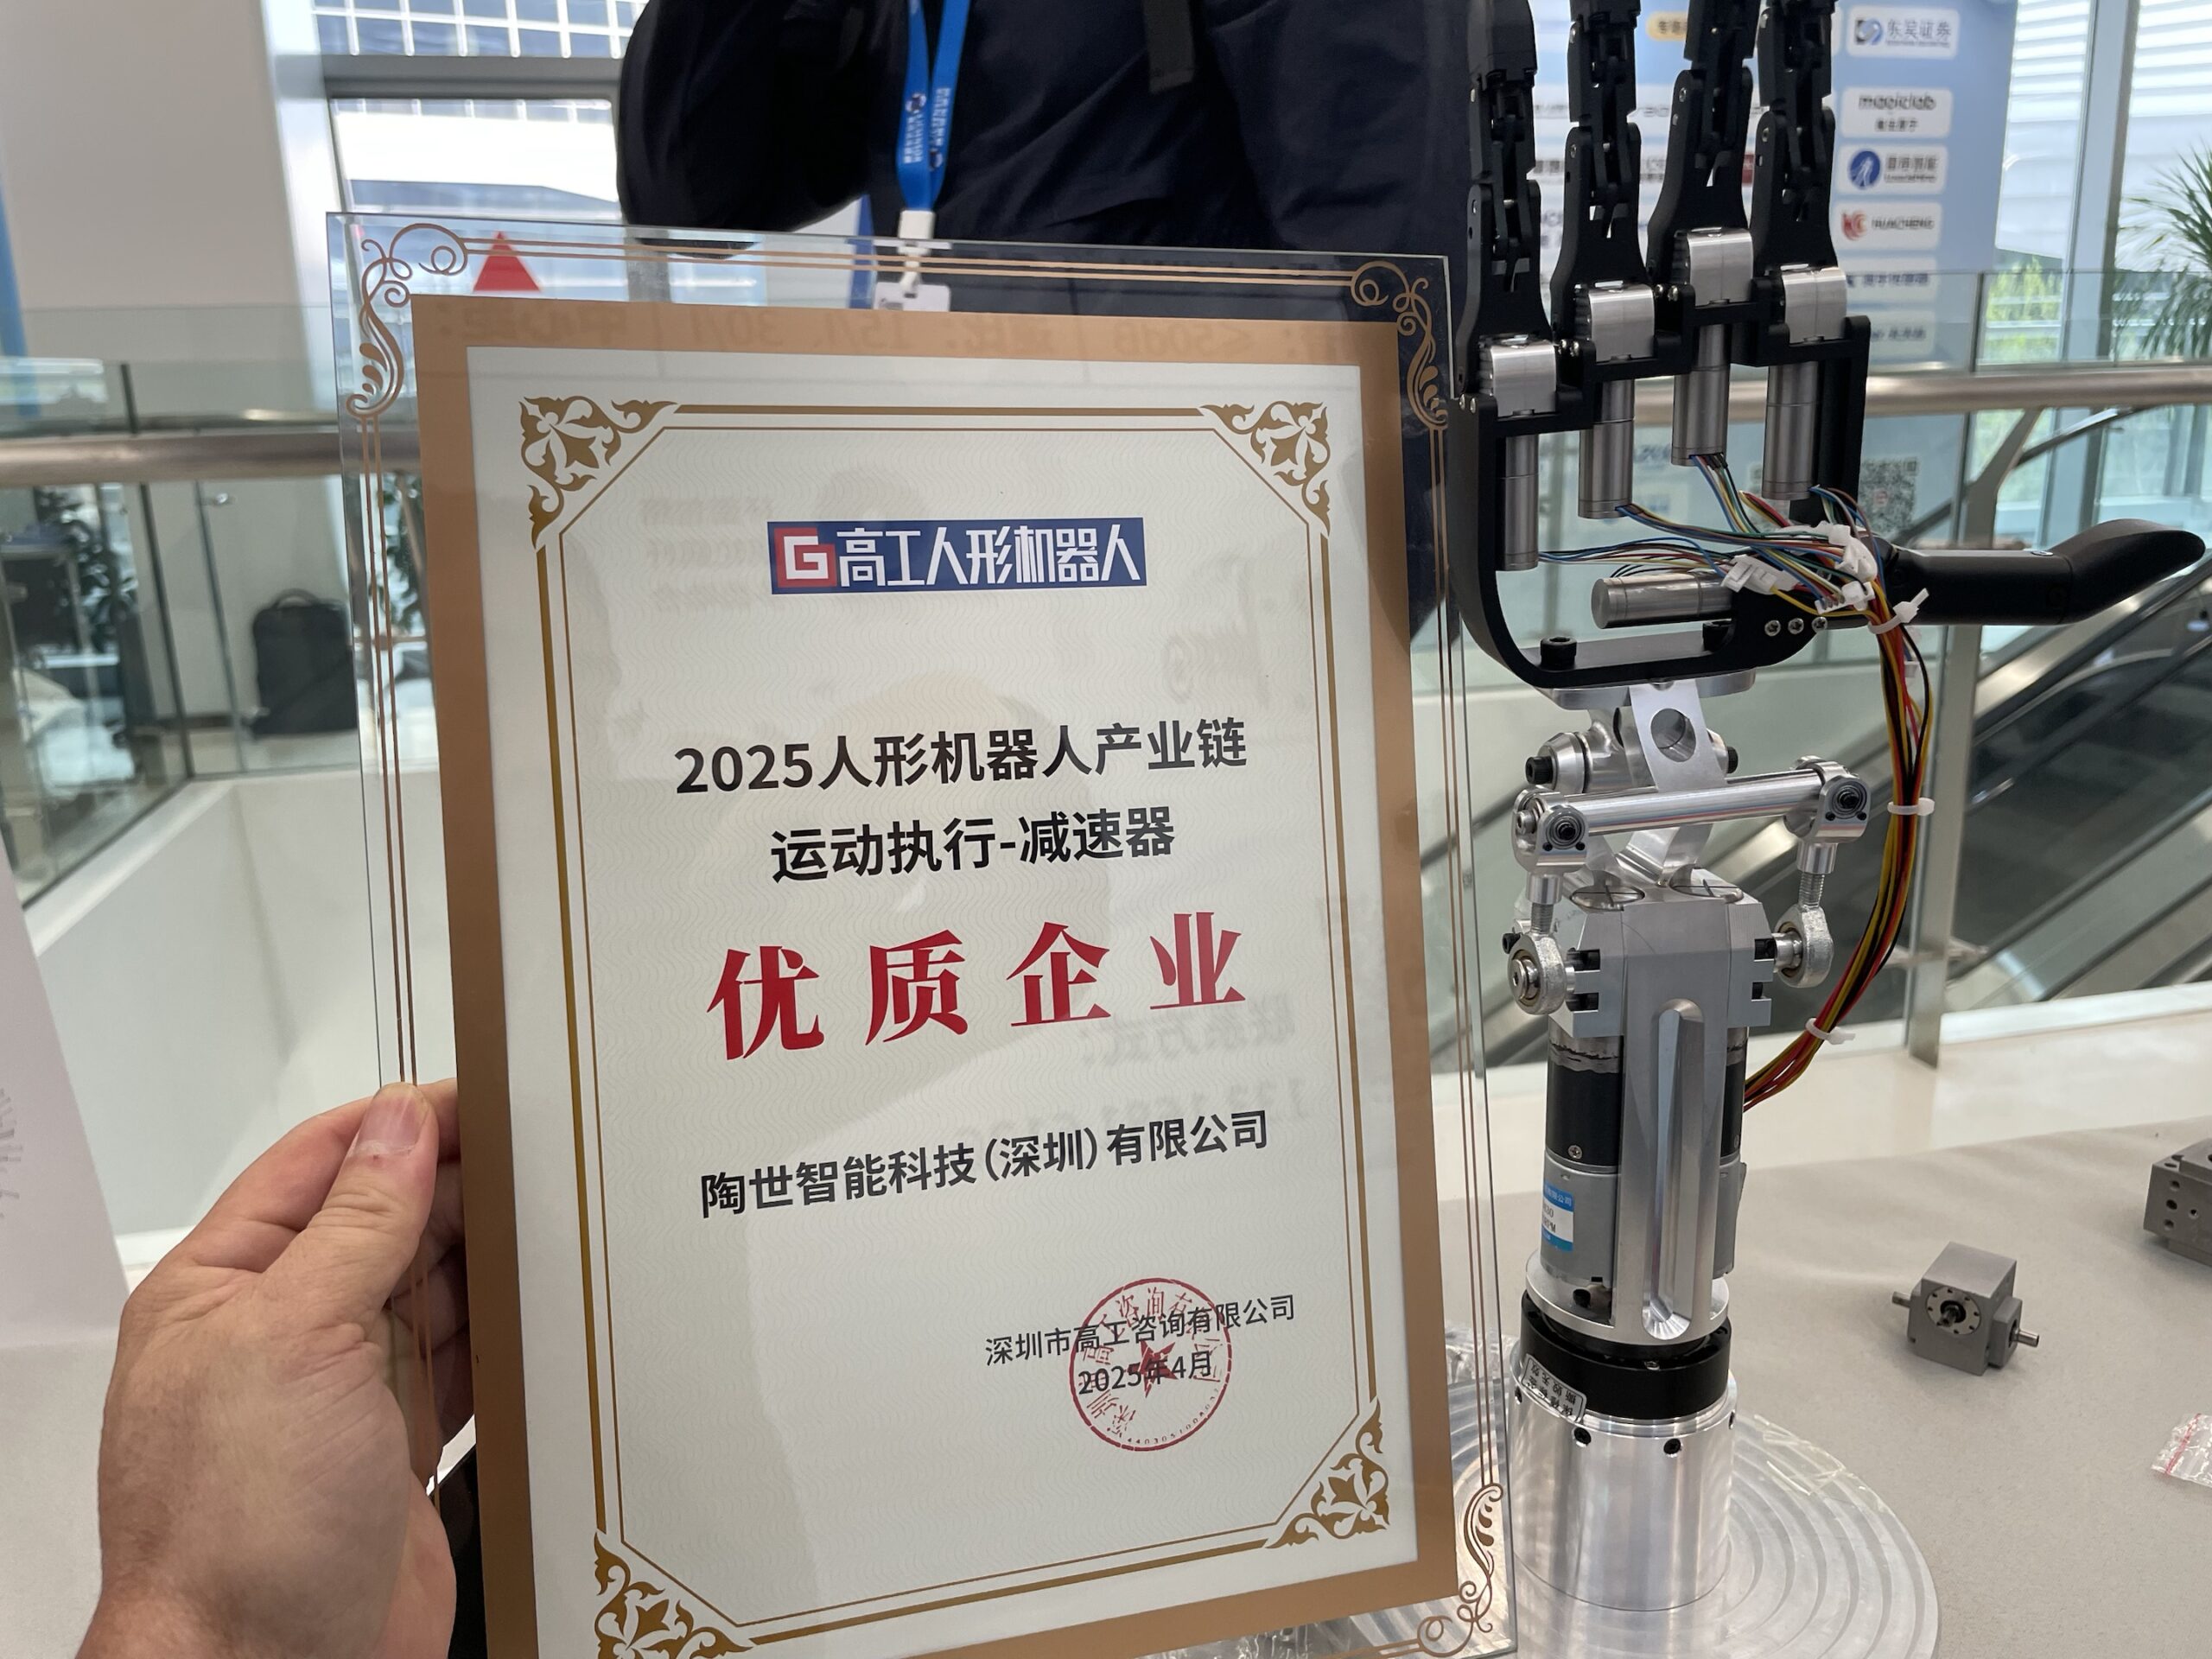 G高工人形机器人
2025人形机器人产业链
运动执行-减速器
优质企业
陶世智能科技(深圳)有限公司
深圳市高工咨询有限公司
2025年4月
东吴证券
magiclab
HUACHENG